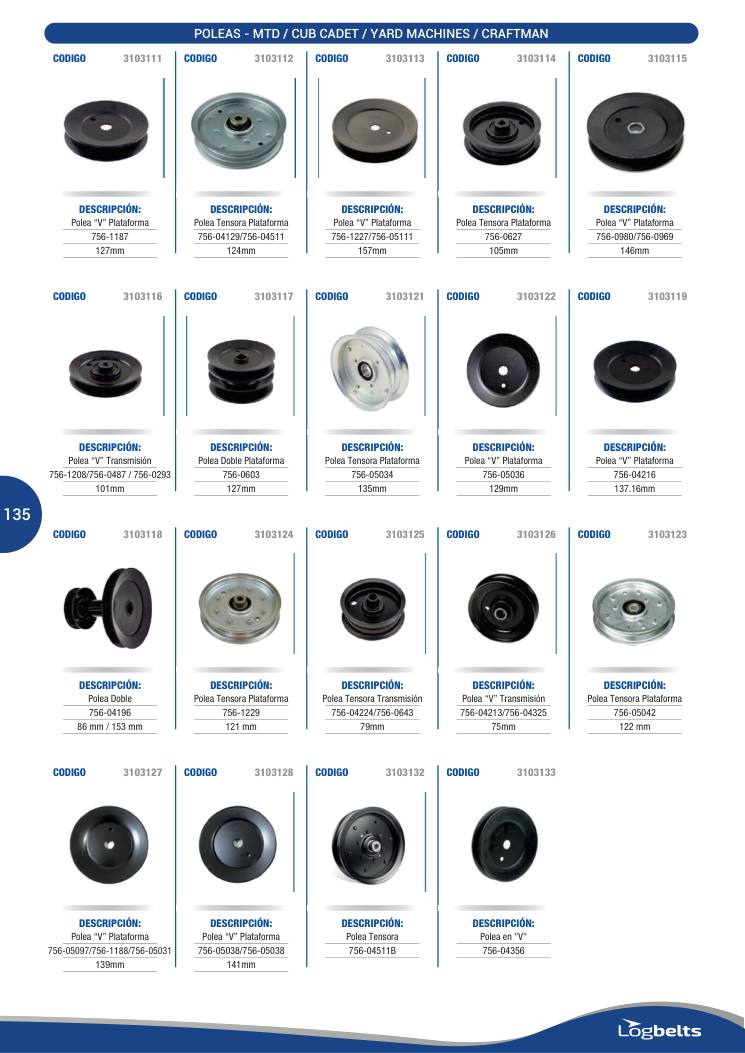 POLEAS - MTD / CUB CADET / YARD MACHINES / CRAFTMAN
CODIGO 3103111
DESCRIPCIÓN:
Polea “V” Plataforma
756-1187
127mm
CODIGO 3103112
DESCRIPCIÓN:
Polea Tensora Plataforma
756-04129/756-04511
124mm
CODIGO 3103113
DESCRIPCIÓN:
Polea “V” Plataforma
756-1227/756-05111
157mm
CODIGO 3103114
DESCRIPCIÓN:
Polea Tensora Plataforma
756-0627
105mm
CODIGO 3103115
DESCRIPCIÓN:
Polea “V” Plataforma
756-0980/756-0969
146mm
CODIGO 3103116
DESCRIPCIÓN:
Polea “V” Transmisión
756-1208/756-0487 / 756-0293
101mm
CODIGO 3103117
DESCRIPCIÓN:
Polea Doble Plataforma
756-0603
127mm
CODIGO 3103121
DESCRIPCIÓN:
Polea Tensora Plataforma
756-05034
135mm
CODIGO 3103122
DESCRIPCIÓN:
Polea “V” Plataforma
756-05036
129mm
CODIGO 3103119
DESCRIPCIÓN:
Polea “V” Plataforma
756-04216
137.16mm
135
CODIGO 3103118
DESCRIPCIÓN:
Polea Doble
756-04196
86 mm / 153 mm
CODIGO 3103124
DESCRIPCIÓN:
Polea Tensora Plataforma
756-1229
121 mm
CODIGO 3103125
DESCRIPCIÓN:
Polea Tensora Transmisión
756-04224/756-0643
79mm
CODIGO 3103126
DESCRIPCIÓN:
Polea “V” Transmisión
756-04213/756-04325
75mm
CODIGO 3103123
DESCRIPCIÓN:
Polea Tensora Plataforma
756-05042
122 mm
CODIGO 3103127
DESCRIPCIÓN:
Polea “V” Plataforma
756-05097/756-1188/756-05031
139mm
CODIGO 3103128
DESCRIPCIÓN:
Polea “V” Plataforma
756-05038/756-05038
141mm
CODIGO 3103132
DESCRIPCIÓN:
Polea Tensora
756-04511B
CODIGO 3103133
DESCRIPCIÓN:
Polea en "V"
756-04356
Logbelts